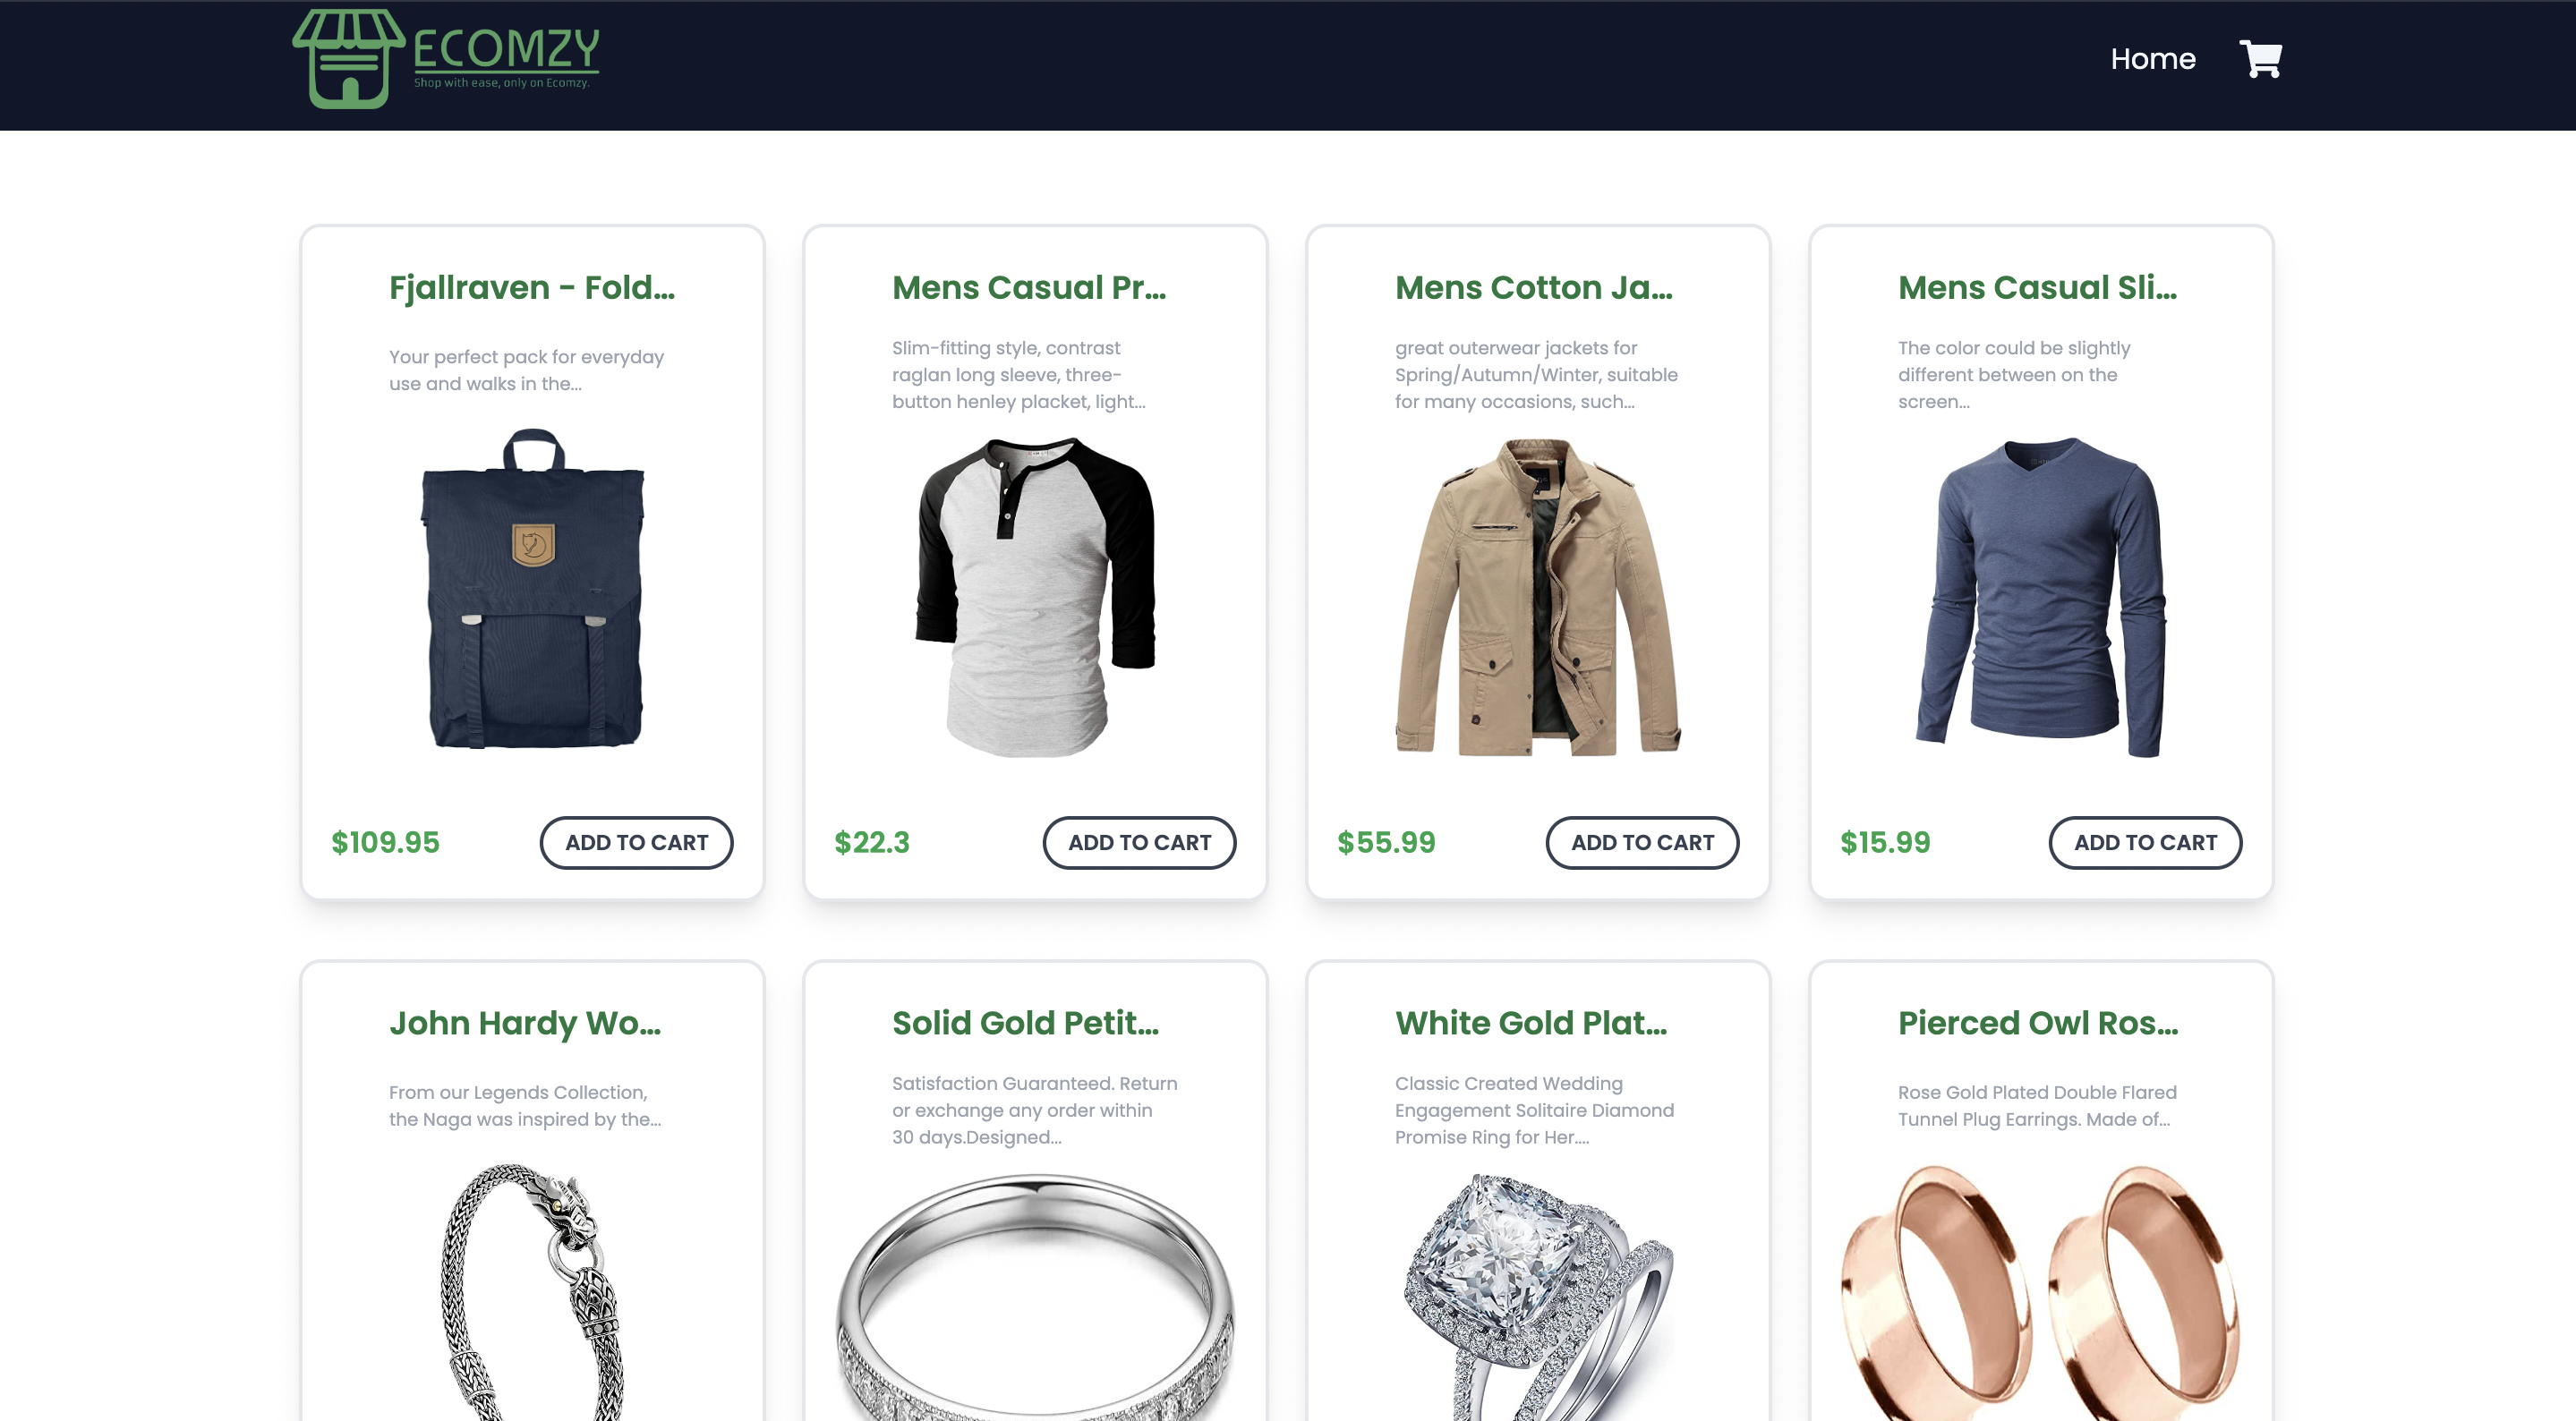 ECOMZY
Shop with ease, only on Ecomzy.
Home
Fjallraven - Fold...
Your perfect pack for everyday
use and walks in the...
$109.95
ADD TO CART
Mens Casual Pr...
Slim-fitting style, contrast
raglan long sleeve, three-
button henley placket, light...
$22.3
ADD TO CART
Mens Cotton Ja...
great outerwear jackets for
Spring/Autumn/Winter, suitable
for many occasions, such...
$55.99
ADD TO CART
Mens Casual Sli...
The color could be slightly
different between on the
screen...
$15.99
ADD TO CART
John Hardy Wo...
From our Legends Collection,
the Naga was inspired by the...
Solid Gold Petit...
Satisfaction Guaranteed. Return
or exchange any order within
30 days.Designed...
White Gold Plat...
Classic Created Wedding
Engagement Solitaire Diamond
Promise Ring for Her....
Pierced Owl Ros...
Rose Gold Plated Double Flared
Tunnel Plug Earrings. Made of...